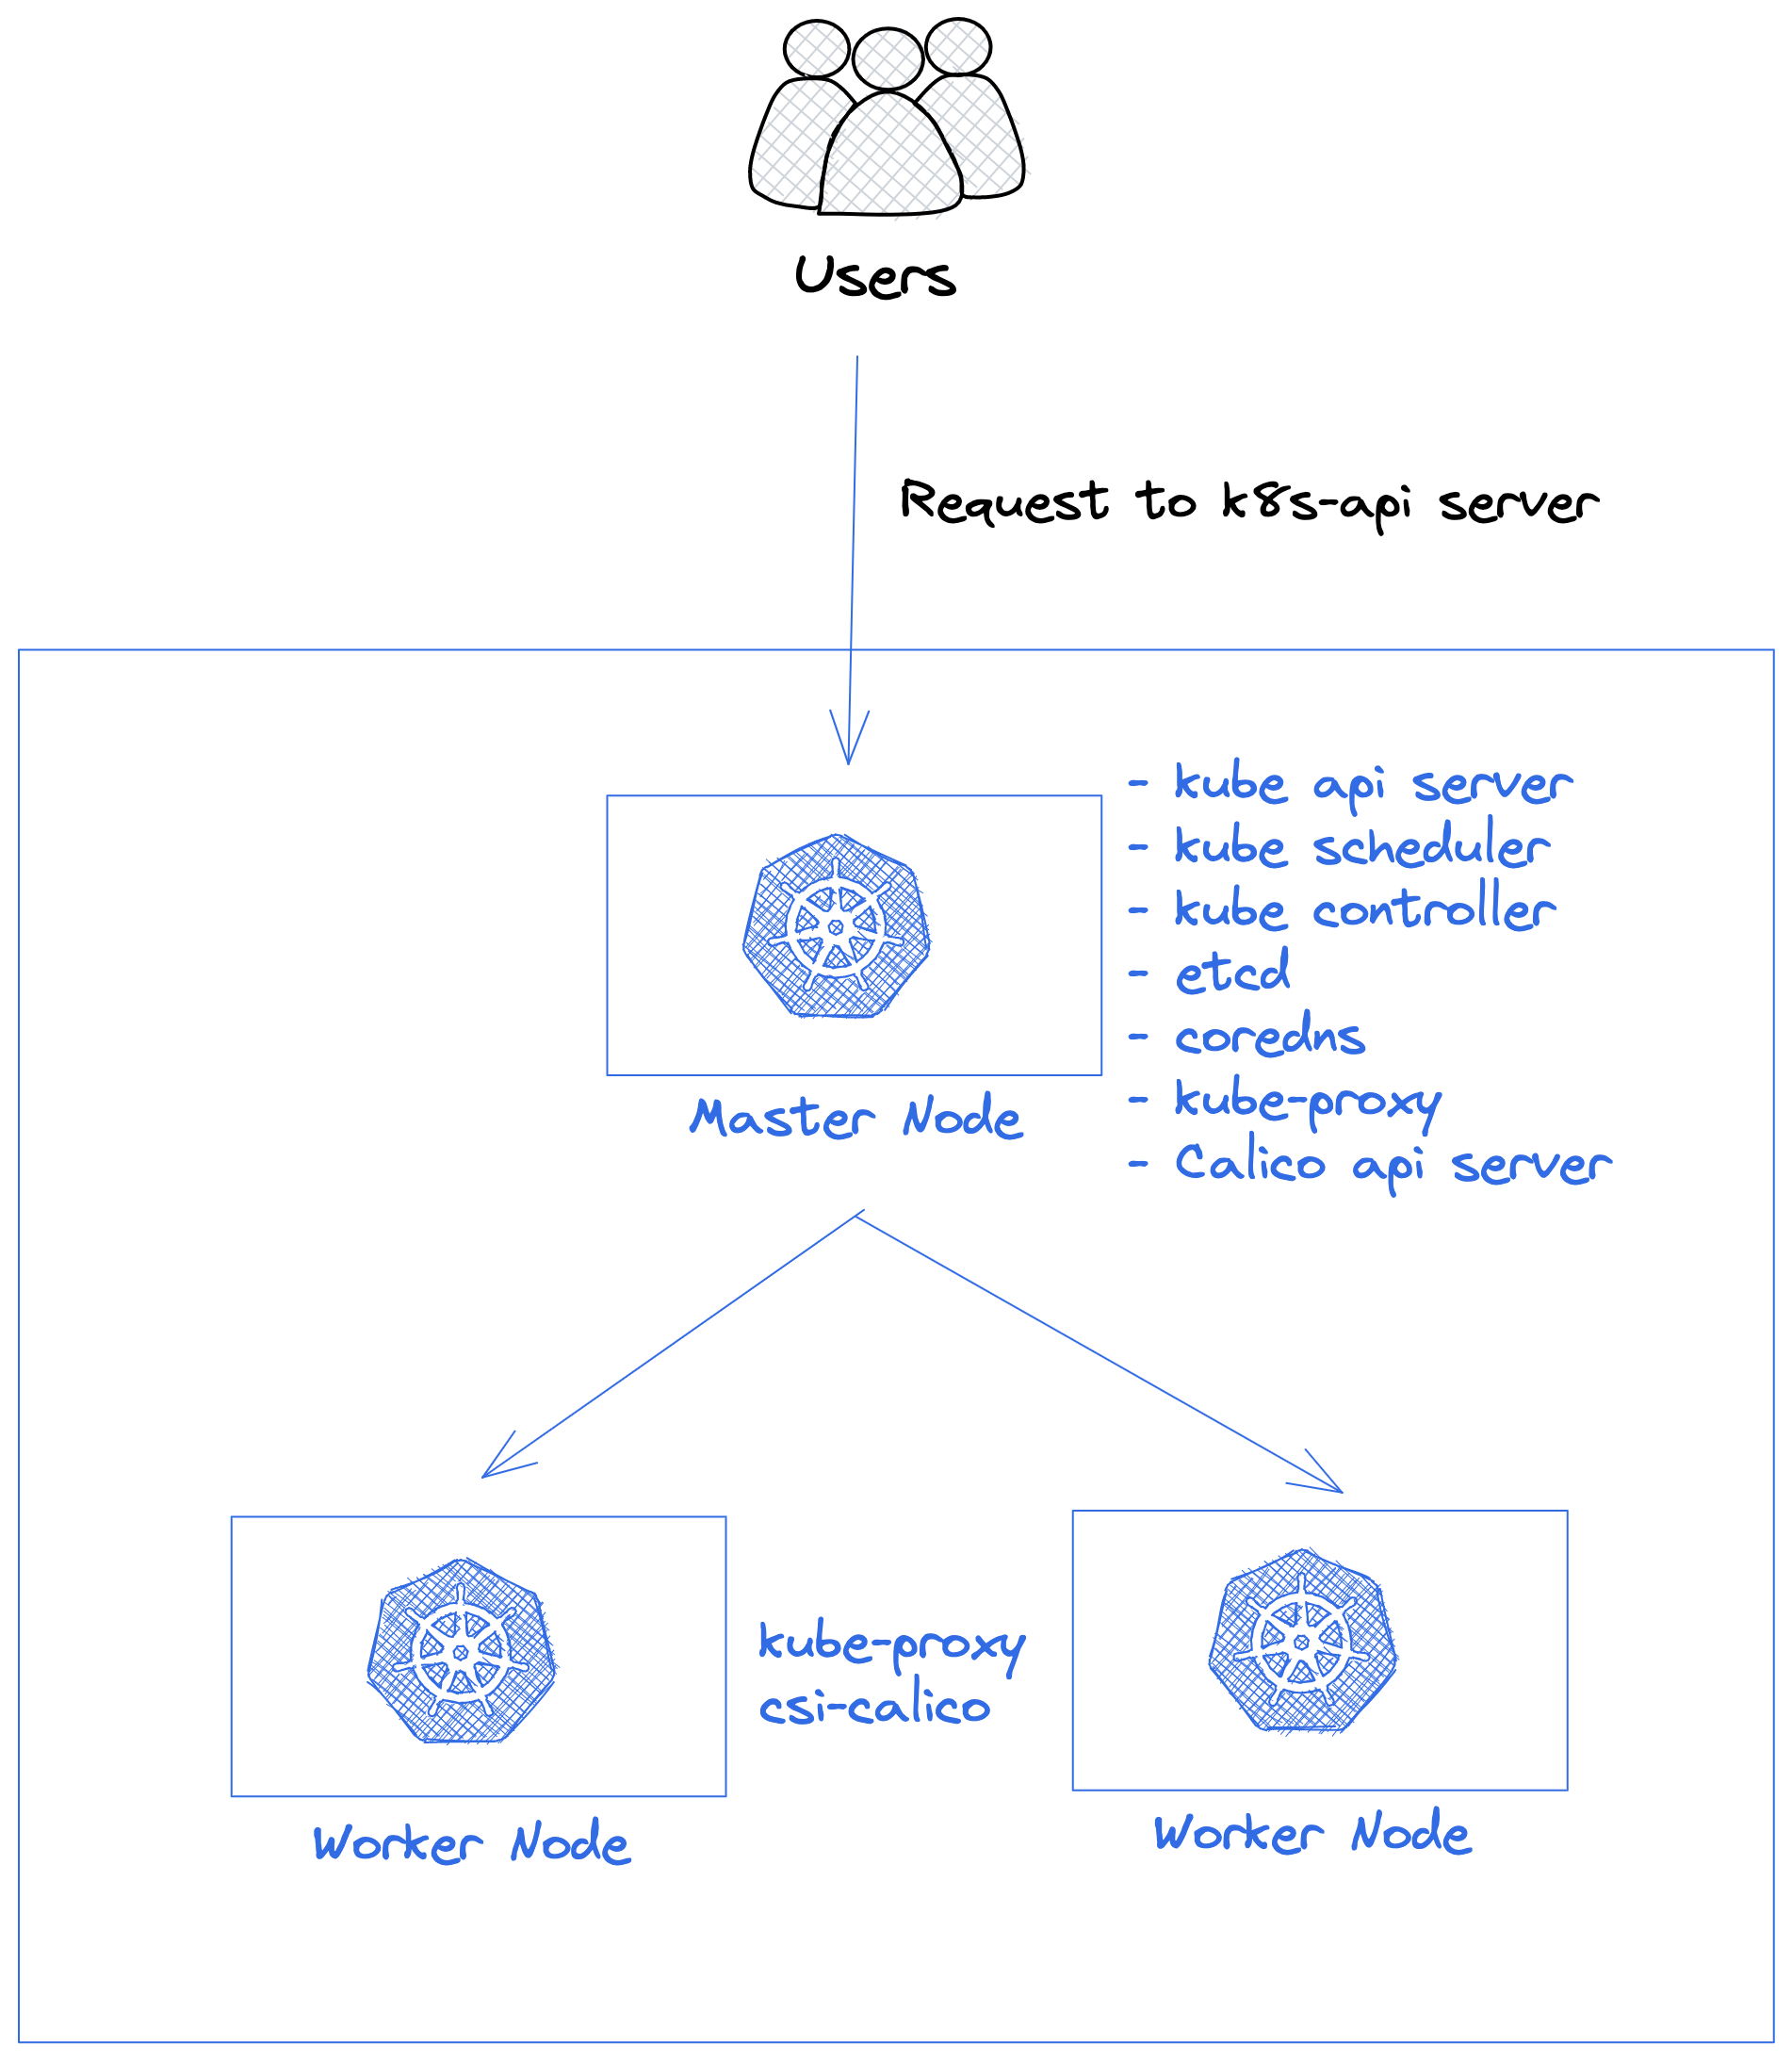 Users
Request to k8s-api server
- kube api server
- kube scheduler
- kube controller
- etcd
- coredns
- kube-proxy
- Calico api server
Master Node
kube-proxy
csi-calico
Worker Node
Worker Node